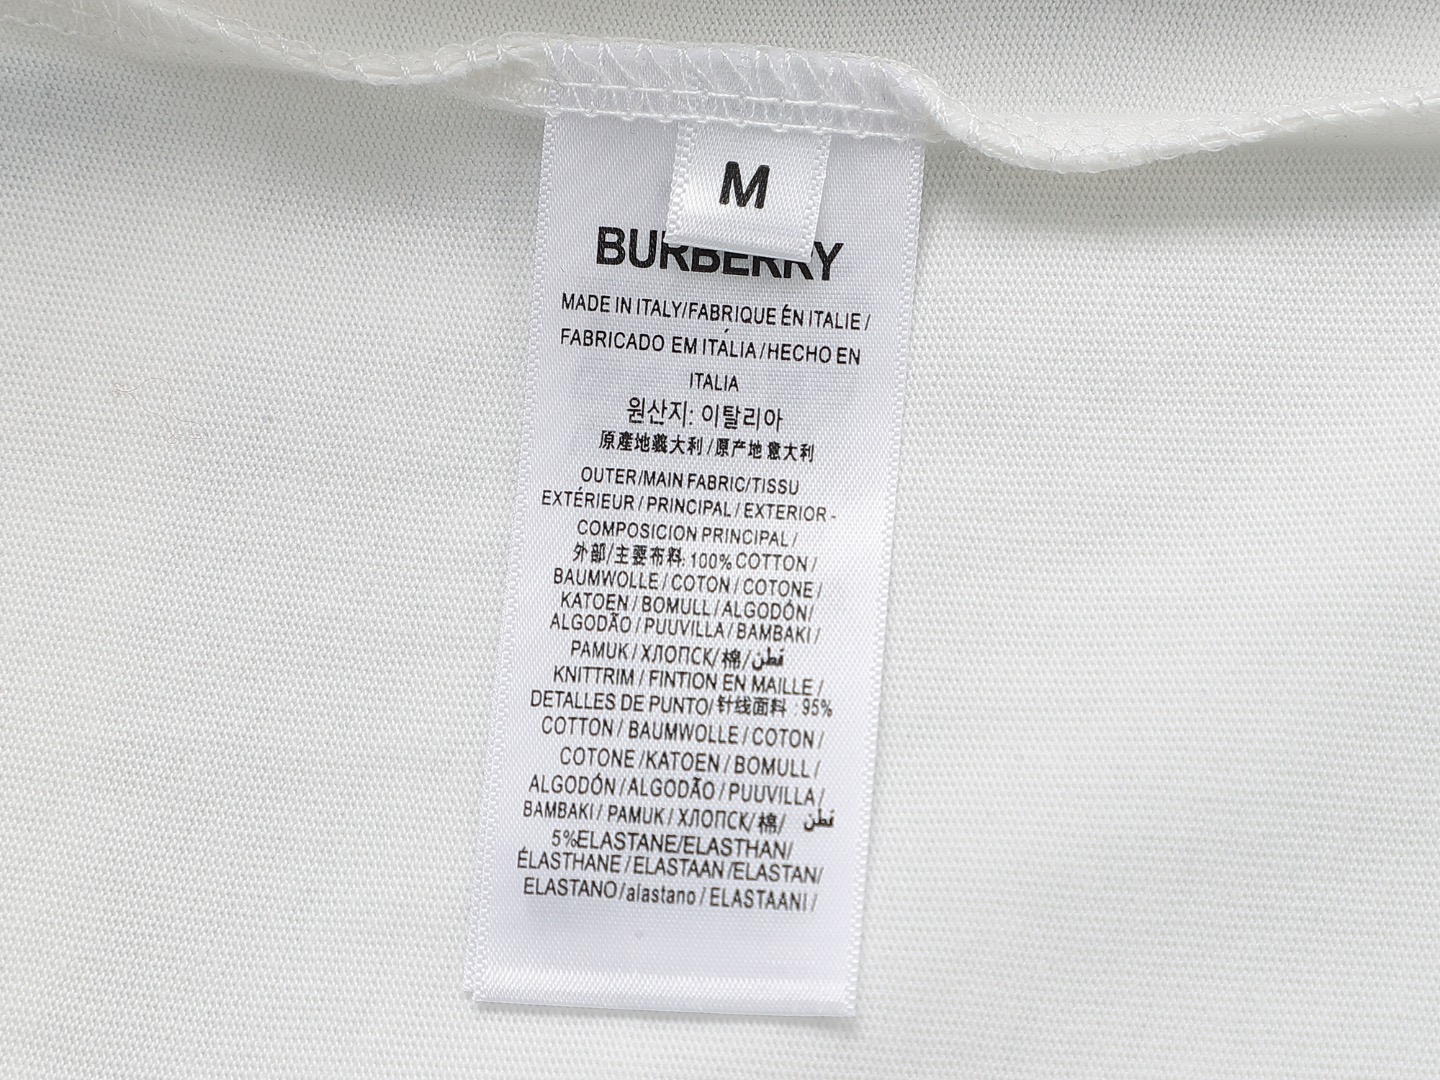 M
BURBERRY
MADE IN ITALY/FABRIQUE ÉN ITALIE/
FABRICADO EM ITÁLIA/HECHO EN
ITALIA
원산지: 이탈리아
原產地義大利/原产地意大利
OUTER/MAIN FABRIC/TISSU
EXTÉRIEUR/PRINCIPAL/EXTERIOR-
COMPOSICION PRINCIPAL/
外部/主要布料:100% COTTON/
BAUMWOLLE/COTON/COTONE/
KATOEN/BOMULL/ALGODÓN/
ALGODÃO/PUUVILLA/BAMBAKI/
PAMUK/ХЛОПСК/棉/قطن
KNITTRIM/FINTION EN MAILLE/
DETALLES DE PUNTO/针线面料:95%
COTTON/BAUMWOLLE/COTON/
COTONE/KATOEN/BOMULL/
ALGODÓN/ALGODÃO/PUUVILLA/
BAMBAKI/PAMUK/ХЛОПСК/棉/ قطن
5%ELASTANE/ELASTHAN/
ÉLASTHANE/ELASTAAN/ELASTAN/
ELASTANO/alastano/ELASTAANI/